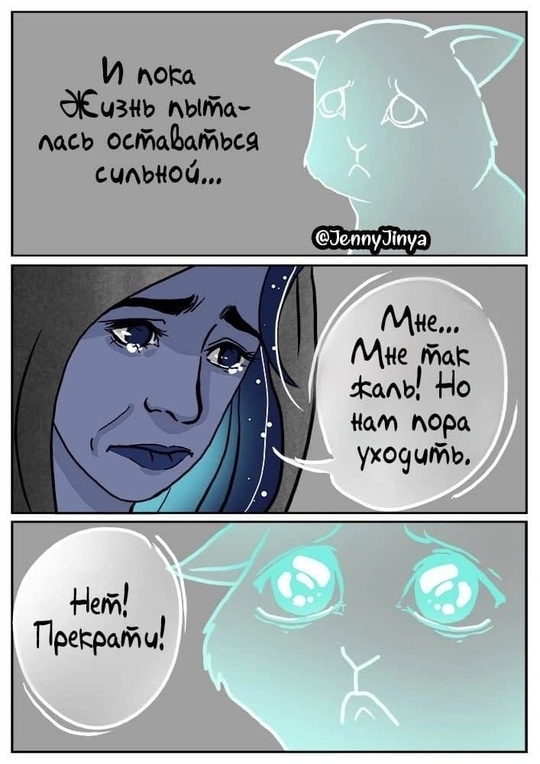 И пока
Жизнь пыта-
лась оставаться
сильной...
@JennyJinya
Мне...
Мне так
жаль! Но
нам пора
уходить.
Нет!
Прекрати!